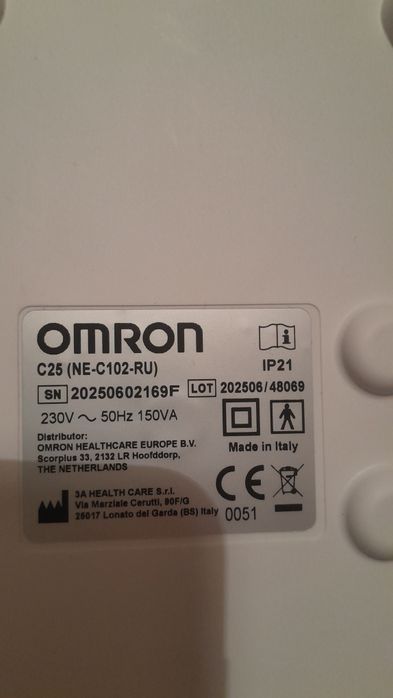 OMRON
C25 (NE-C102-RU)
IP21
SN 20250602169F LOT 202506/48069
230V ~ 50Hz 150VA
Distributor:
OMRON HEALTHCARE EUROPE B.V.
Scorpius 33, 2132 LR Hoofddorp,
THE NETHERLANDS
Made in Italy
3A HEALTH CARE S.r.l.
Via Marziale Cerutti, 90F/G
25017 Lonato del Garda (BS) Italy
CE 0051